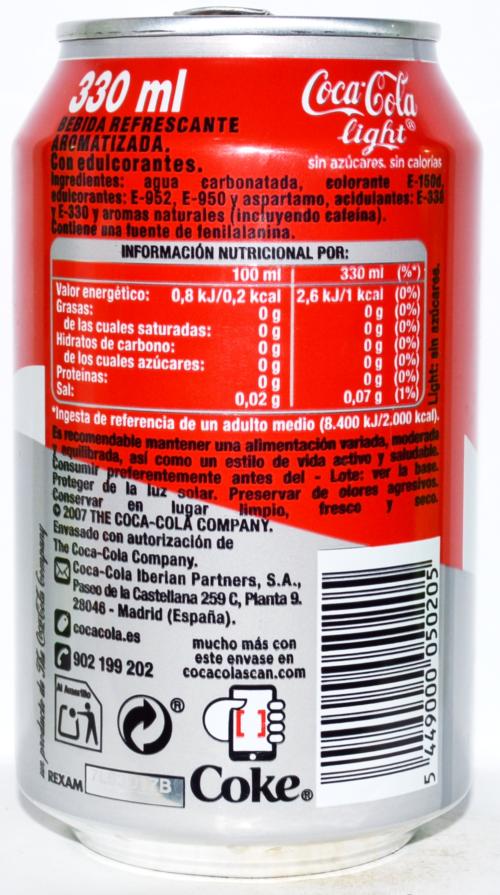 330 ml
Coca-Cola
light®
sin azúcares, sin calorías
BEBIDA REFRESCANTE
AROMATIZADA.
Con edulcorantes.
Ingredientes: agua carbonatada, colorante E-150d,
edulcorantes: E-952, E-950 y aspartamo, acidulantes: E-338
y E-330 y aromas naturales (incluyendo cafeína).
Contiene una fuente de fenilalanina.
INFORMACIÓN NUTRICIONAL POR:
100 ml 330 ml (%*)
Valor energético: 0,8 kJ/0,2 kcal 2,6 kJ/1 kcal (0%)
Grasas: 0 g 0 g (0%)
de las cuales saturadas: 0 g 0 g (0%)
Hidratos de carbono: 0 g 0 g (0%)
de los cuales azúcares: 0 g 0 g (0%)
Proteínas: 0 g 0 g (0%)
Sal: 0,02 g 0,07 g (1%)
Light: sin azúcares.
*Ingesta de referencia de un adulto medio (8.400 kJ/2.000 kcal).
Es recomendable mantener una alimentación variada, moderada
y equilibrada, así como un estilo de vida activo y saludable.
Consumir preferentemente antes del - Lote: ver la base.
Proteger de la luz solar. Preservar de olores agresivos.
Conservar en lugar limpio, fresco y seco.
© 2007 THE COCA-COLA COMPANY.
Envasado con autorización de
The Coca-Cola Company.
Coca-Cola Iberian Partners, S.A.,
Paseo de la Castellana 259 C, Planta 9.
28046 - Madrid (España).
cocacola.es
902 199 202
mucho más con
este envase en
cocacolascan.com
un producto de The Coca-Cola Company
Al Amarillo
®
REXAM
Coke®
5 449000 050205